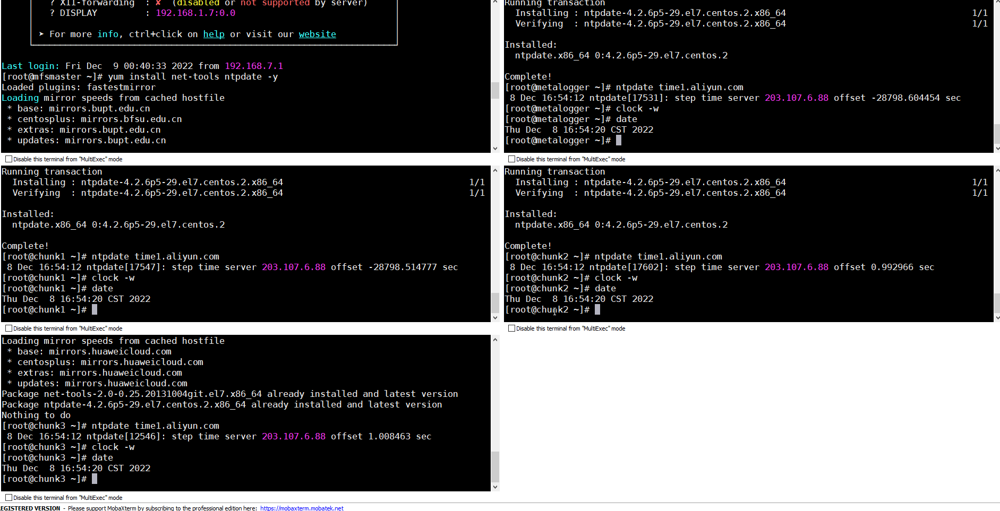 ? X11-forwarding  : ✘  (disabled or not supported by server)
? DISPLAY         : 192.168.1.7:0.0
➤ For more info, ctrl+click on help or visit our website
Last login: Fri Dec  9 00:40:33 2022 from 192.168.7.1
[root@mfsmaster ~]# yum install net-tools ntpdate -y
Loaded plugins: fastestmirror
Loading mirror speeds from cached hostfile
* base: mirrors.bupt.edu.cn
* centosplus: mirrors.bfsu.edu.cn
* extras: mirrors.bupt.edu.cn
* updates: mirrors.bupt.edu.cn
Disable this terminal from "MultiExec" mode
Running transaction
Installing : ntpdate-4.2.6p5-29.el7.centos.2.x86_64 1/1
Verifying  : ntpdate-4.2.6p5-29.el7.centos.2.x86_64 1/1
Installed:
ntpdate.x86_64 0:4.2.6p5-29.el7.centos.2
Complete!
[root@metalogger ~]# ntpdate time1.aliyun.com
8 Dec 16:54:12 ntpdate[17531]: step time server 203.107.6.88 offset -28798.604454 sec
[root@metalogger ~]# clock -w
[root@metalogger ~]# date
Thu Dec  8 16:54:20 CST 2022
[root@metalogger ~]#
Disable this terminal from "MultiExec" mode
Running transaction
Installing : ntpdate-4.2.6p5-29.el7.centos.2.x86_64 1/1
Verifying  : ntpdate-4.2.6p5-29.el7.centos.2.x86_64 1/1
Installed:
ntpdate.x86_64 0:4.2.6p5-29.el7.centos.2
Complete!
[root@chunk1 ~]# ntpdate time1.aliyun.com
8 Dec 16:54:12 ntpdate[17547]: step time server 203.107.6.88 offset -28798.514777 sec
[root@chunk1 ~]# clock -w
[root@chunk1 ~]# date
Thu Dec  8 16:54:20 CST 2022
[root@chunk1 ~]#
Disable this terminal from "MultiExec" mode
Running transaction
Installing : ntpdate-4.2.6p5-29.el7.centos.2.x86_64 1/1
Verifying  : ntpdate-4.2.6p5-29.el7.centos.2.x86_64 1/1
Installed:
ntpdate.x86_64 0:4.2.6p5-29.el7.centos.2
Complete!
[root@chunk2 ~]# ntpdate time1.aliyun.com
8 Dec 16:54:12 ntpdate[17602]: step time server 203.107.6.88 offset 0.992966 sec
[root@chunk2 ~]# clock -w
[root@chunk2 ~]# date
Thu Dec  8 16:54:20 CST 2022
[root@chunk2 ~]#
Disable this terminal from "MultiExec" mode
Loading mirror speeds from cached hostfile
* base: mirrors.huaweicloud.com
* centosplus: mirrors.huaweicloud.com
* extras: mirrors.huaweicloud.com
* updates: mirrors.huaweicloud.com
Package net-tools-2.0-0.25.20131004git.el7.x86_64 already installed and latest version
Package ntpdate-4.2.6p5-29.el7.centos.2.x86_64 already installed and latest version
Nothing to do
[root@chunk3 ~]# ntpdate time1.aliyun.com
8 Dec 16:54:12 ntpdate[12546]: step time server 203.107.6.88 offset 1.008463 sec
[root@chunk3 ~]# clock -w
[root@chunk3 ~]# date
Thu Dec  8 16:54:20 CST 2022
[root@chunk3 ~]#
Disable this terminal from "MultiExec" mode
EGISTERED VERSION - Please support MobaXterm by subscribing to the professional edition here: https://mobaxterm.mobatek.net